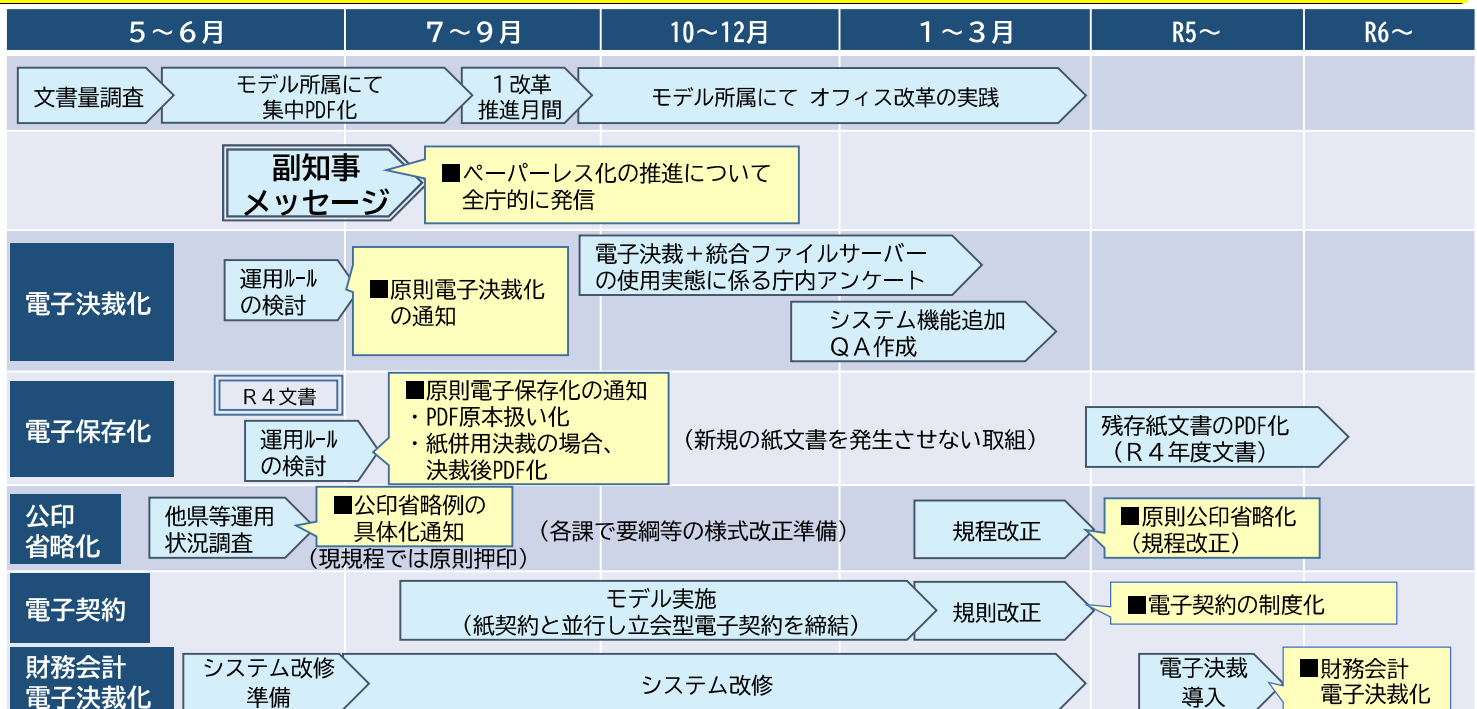 5～6月
7～9月
10～12月
1～3月
R5～
R6～
文書量調査
モデル所属にて
集中PDF化
1改革
推進月間
モデル所属にて オフィス改革の実践
副知事
メッセージ
■ペーパーレス化の推進について
全庁的に発信
電子決裁化
運用ﾙｰﾙ
の検討
■原則電子決裁化
の通知
電子決裁＋統合ファイルサーバー
の使用実態に係る庁内アンケート
システム機能追加
QA作成
電子保存化
R4文書
運用ﾙｰﾙ
の検討
■原則電子保存化の通知
・PDF原本扱い化
・紙併用決裁の場合、
決裁後PDF化
（新規の紙文書を発生させない取組）
残存紙文書のPDF化
（R4年度文書）
公印
省略化
他県等運用
状況調査
■公印省略例の
具体化通知
（現規程では原則押印）
（各課で要綱等の様式改正準備）
規程改正
■原則公印省略化
（規程改正）
電子契約
モデル実施
（紙契約と並行し立会型電子契約を締結）
規則改正
■電子契約の制度化
財務会計
電子決裁化
システム改修
準備
システム改修
電子決裁
導入
■財務会計
電子決裁化